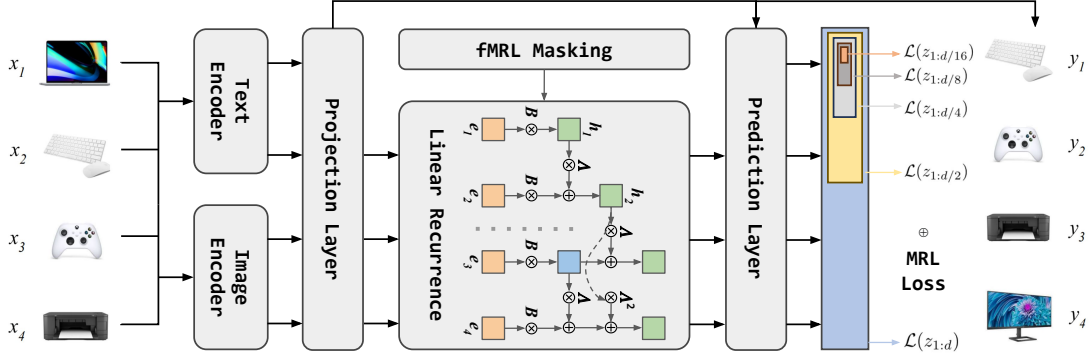 x₁
x₂
x₃
x₄
Text Encoder
Image Encoder
Projection Layer
fMRL Masking
Linear Recurrence
e₁
B
h₁
Λ
e₂
B
h₂
Λ
e₃
B
Λ
Λ²
e₄
B
Prediction Layer
ℒ(z₁:d/16)
ℒ(z₁:d/8)
ℒ(z₁:d/4)
ℒ(z₁:d/2)
⊕
MRL
Loss
ℒ(z₁:d)
y₁
y₂
y₃
y₄